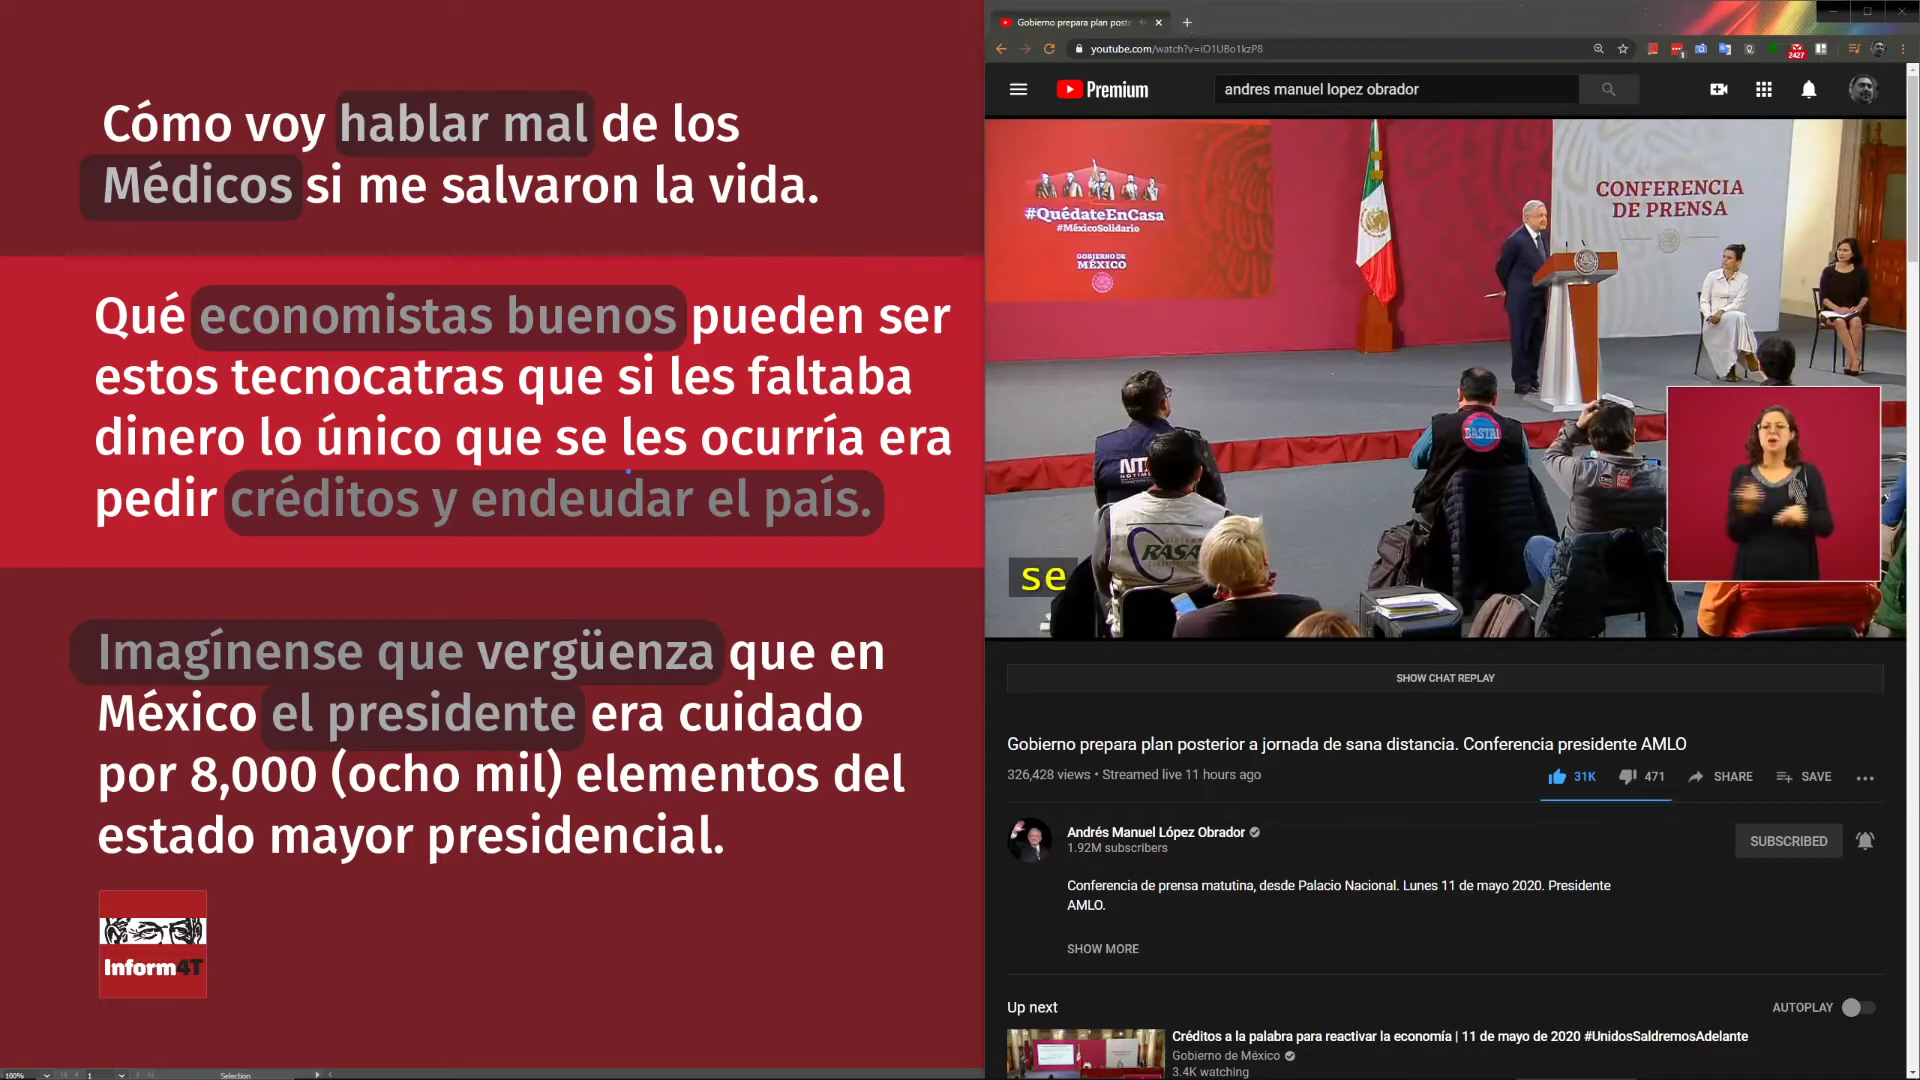 Cómo voy hablar mal de los
Médicos si me salvaron la vida.
Qué economistas buenos pueden ser
estos tecnocatras que si les faltaba
dinero lo único que se les ocurría era
pedir créditos y endeudar el país.
Imagínense que vergüenza que en
México el presidente era cuidado
por 8,000 (ocho mil) elementos del
estado mayor presidencial.
Inform4T
100%
1
Selection
Gobierno prepara plan poste
youtube.com/watch?v=iO1UBo1kzP8
2427
Premium
andres manuel lopez obrador
#QuédateEnCasa
#MéxicoSolidario
GOBIERNO DE
MÉXICO
CONFERENCIA
DE PRENSA
BASTA!
RASA
se
SHOW CHAT REPLAY
Gobierno prepara plan posterior a jornada de sana distancia. Conferencia presidente AMLO
326,428 views • Streamed live 11 hours ago
31K
471
SHARE
SAVE
Andrés Manuel López Obrador
1.92M subscribers
SUBSCRIBED
Conferencia de prensa matutina, desde Palacio Nacional. Lunes 11 de mayo 2020. Presidente
AMLO.
SHOW MORE
Up next
AUTOPLAY
Créditos a la palabra para reactivar la economía | 11 de mayo de 2020 #UnidosSaldremosAdelante
Gobierno de México
3.4K watching